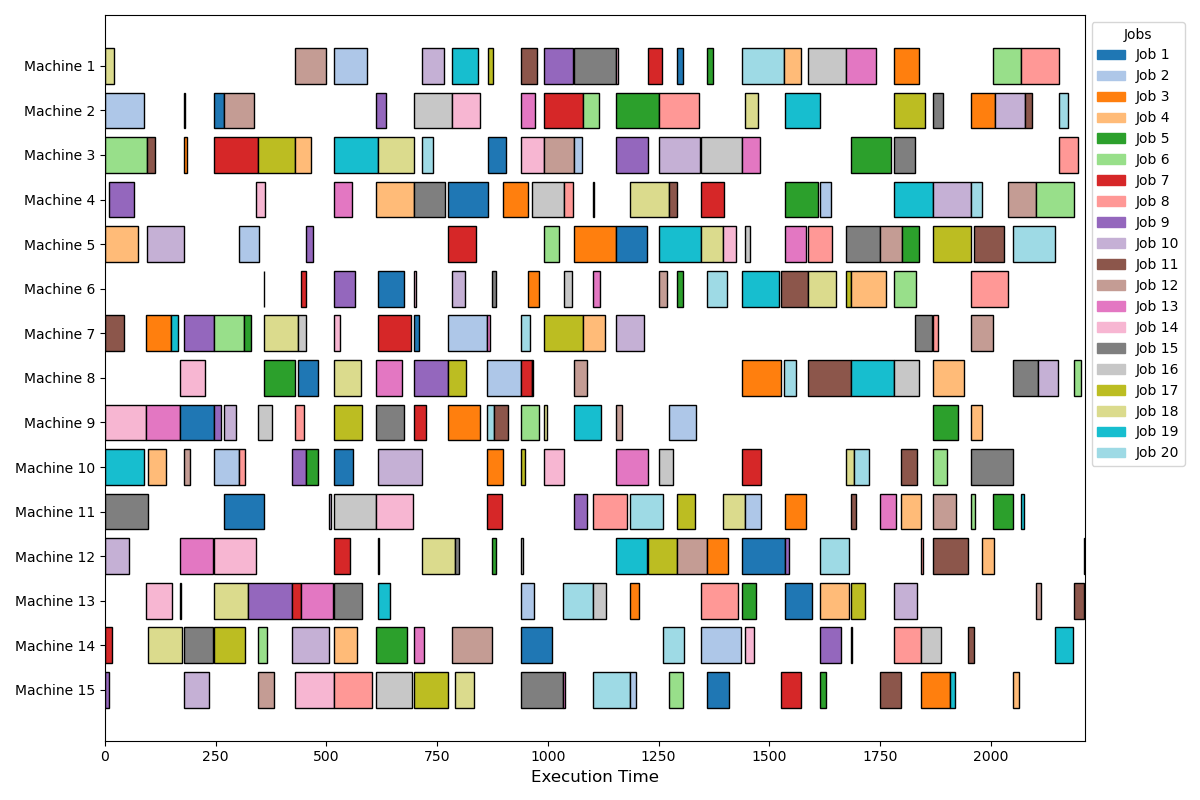 Machine 1
Machine 2
Machine 3
Machine 4
Machine 5
Machine 6
Machine 7
Machine 8
Machine 9
Machine 10
Machine 11
Machine 12
Machine 13
Machine 14
Machine 15
0 250 500 750 1000 1250 1500 1750 2000
Execution Time
Jobs
Job 1
Job 2
Job 3
Job 4
Job 5
Job 6
Job 7
Job 8
Job 9
Job 10
Job 11
Job 12
Job 13
Job 14
Job 15
Job 16
Job 17
Job 18
Job 19
Job 20